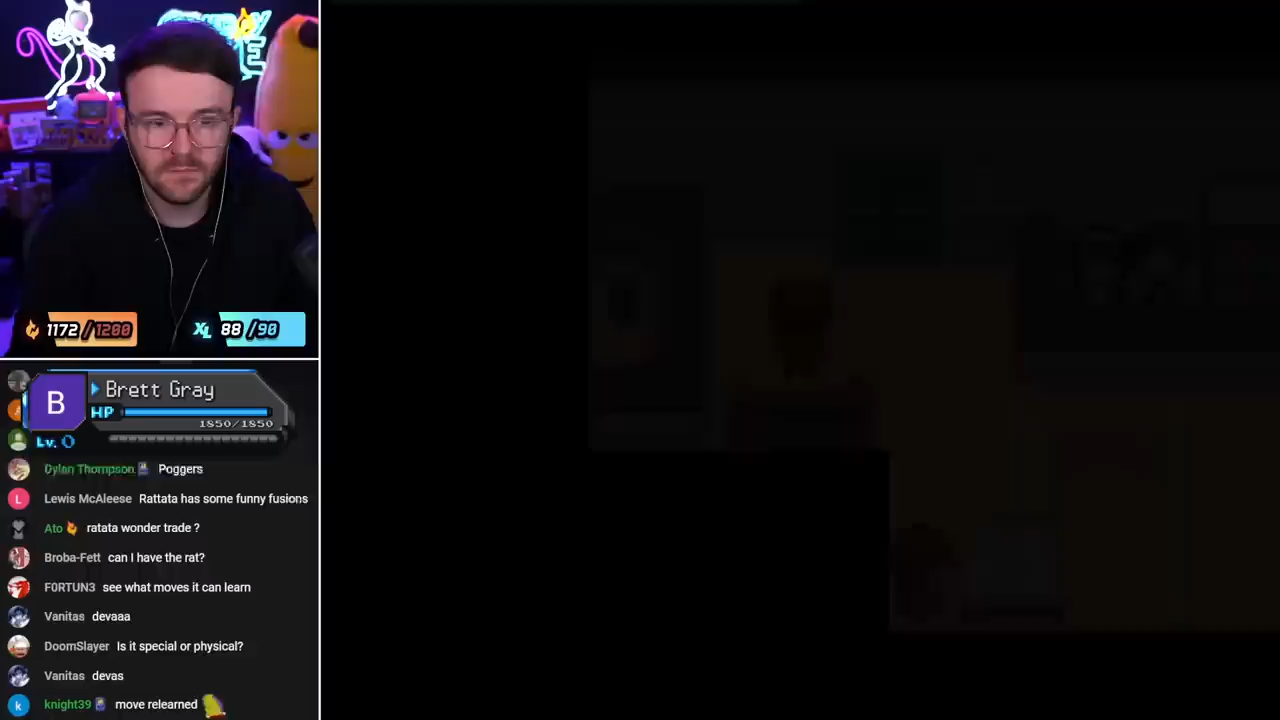 1172/1200
XL 88/90
B
Brett Gray
HP
1850/1850
Lv. 0
Dylan Thompson Poggers
Lewis McAleese Rattata has some funny fusions
Ato ratata wonder trade ?
Broba-Fett can I have the rat?
F0RTUN3 see what moves it can learn
Vanitas devaaa
DoomSlayer Is it special or physical?
Vanitas devas
knight39 move relearned